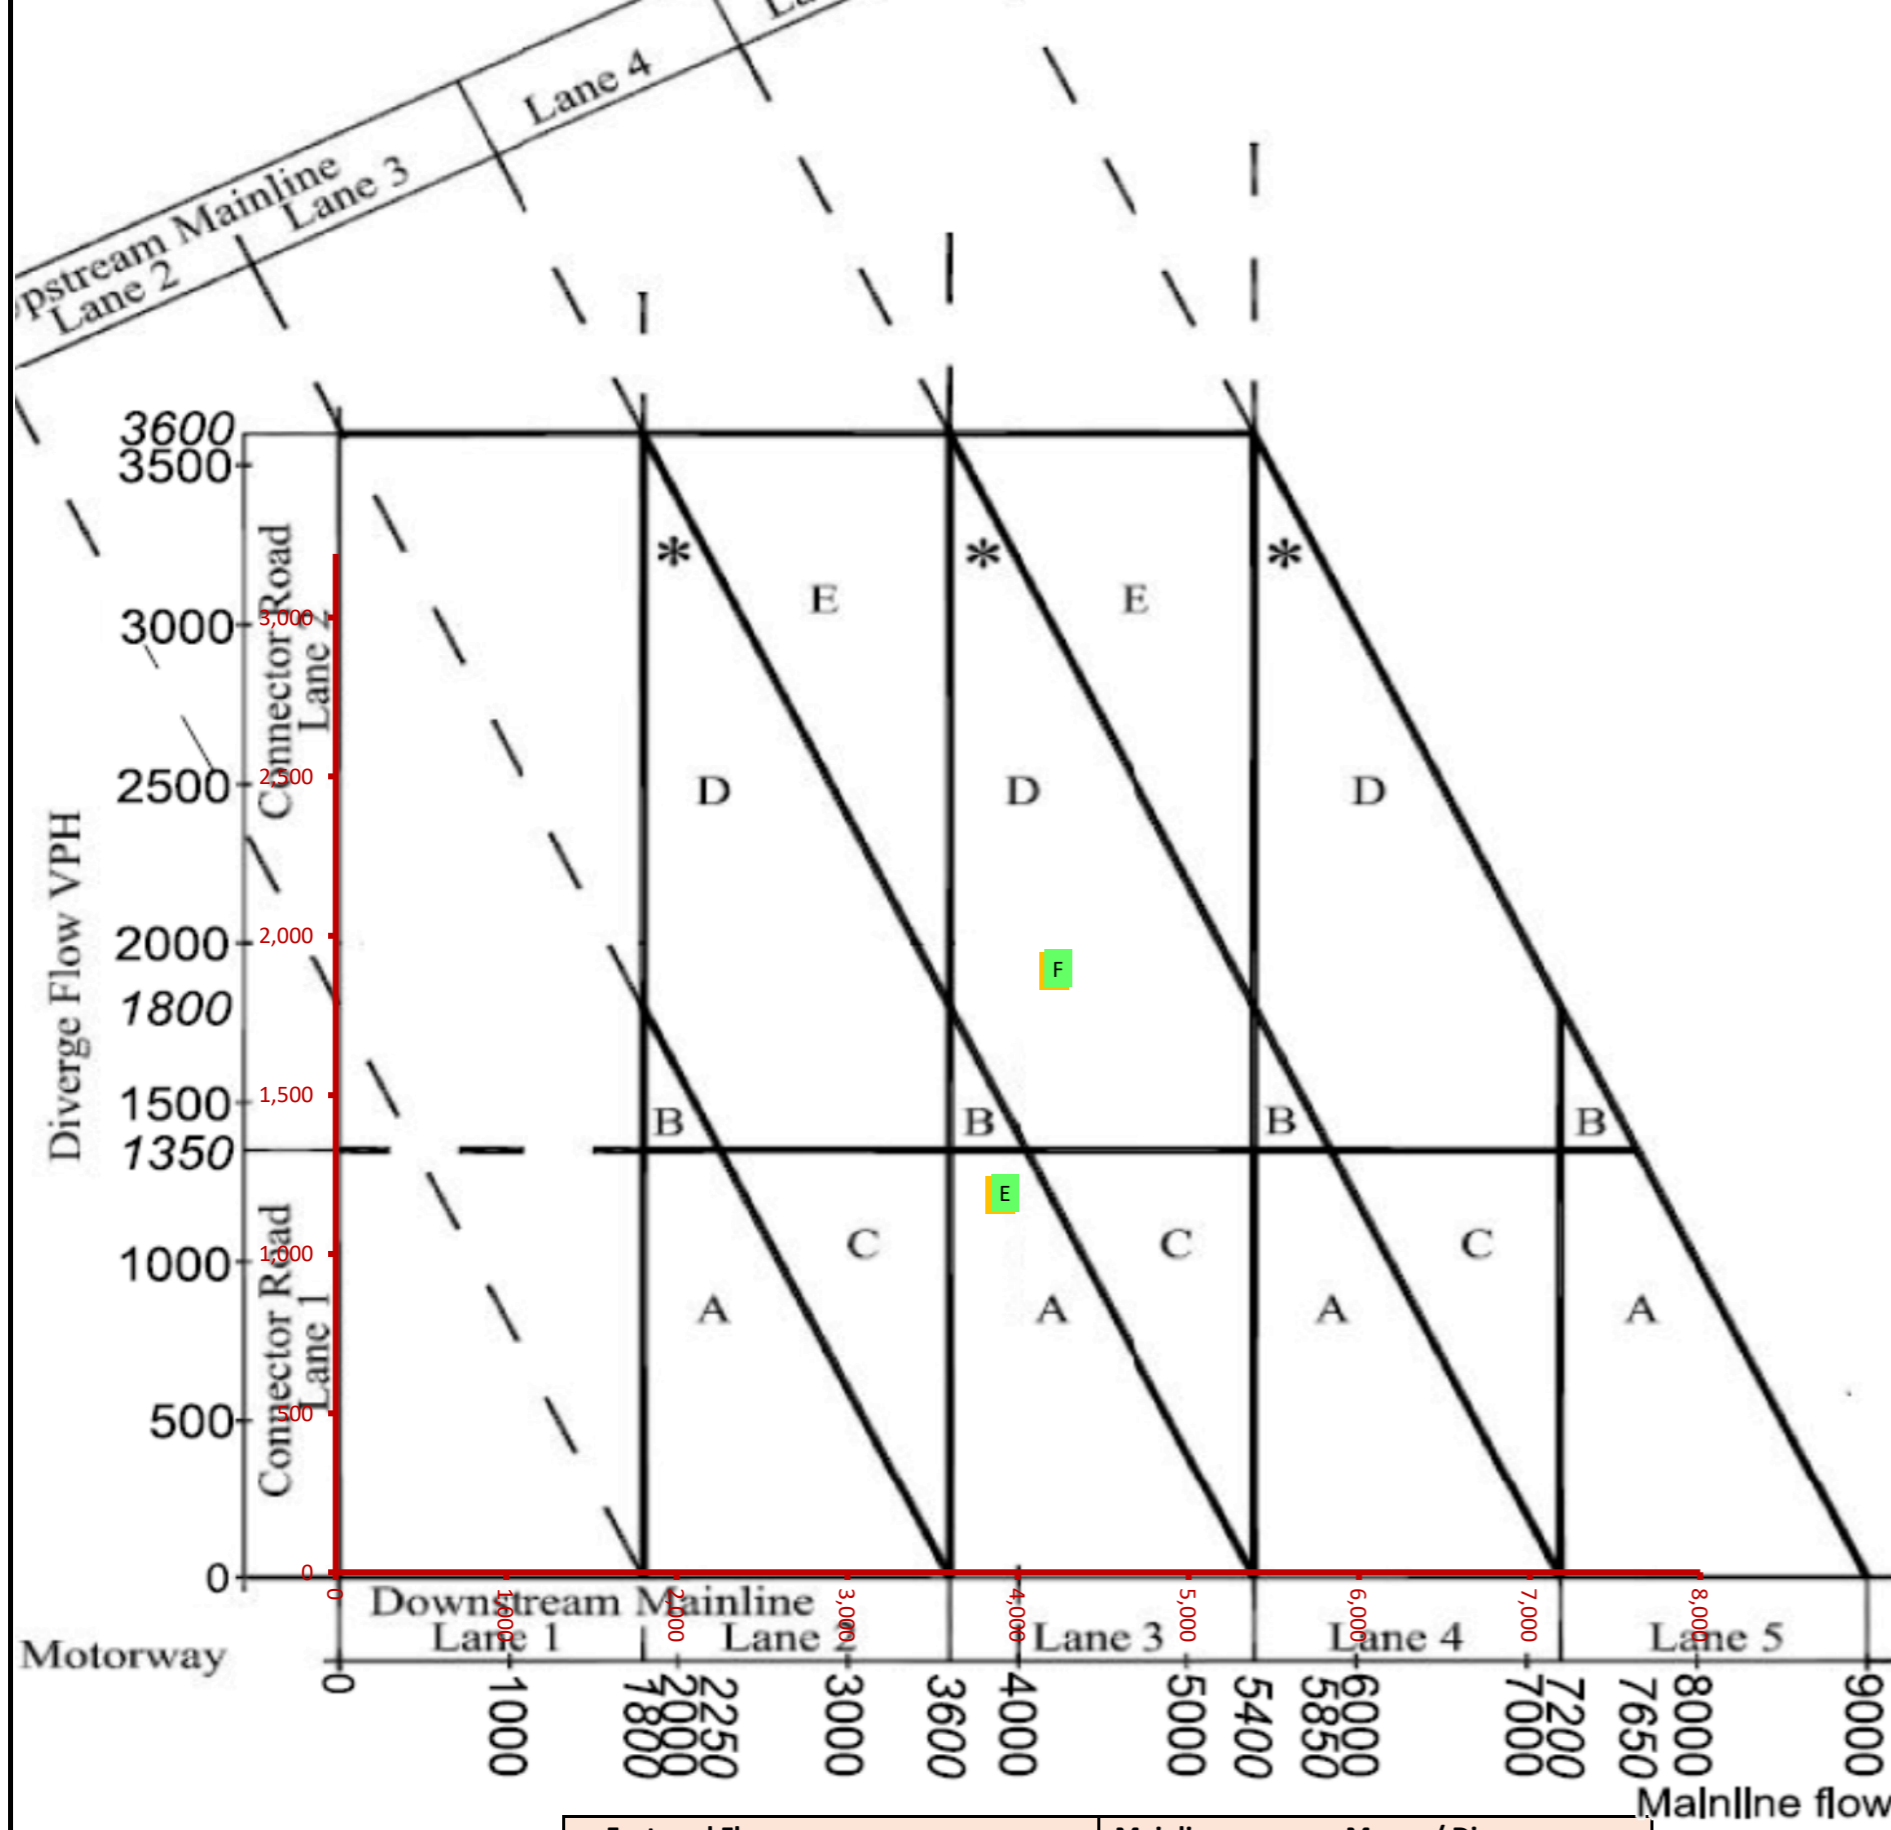 La
Lane 4
Upstream Mainline
Lane 3
Lane 2
3600
3500
3000
2500
2000
1800
1500
1350
1000
500
0
Diverge Flow VPH
Connector Road
Lane 2
Connector Road
Lane 1
3,000
2,500
2,000
1,500
1,000
500
0
* * *
E E
D D D
F
B B B B
E
C C C
A A A A
0 1,000 2,000 3,000 4,000 5,000 6,000 7,000 8,000
Downstream Mainline
Motorway
Lane 1 Lane 2 Lane 3 Lane 4 Lane 5
0 1000 1800 2000 2250 3000 3600 4000 5000 5400 5850 6000 7000 7200 7650 8000 9000
Mainline flow